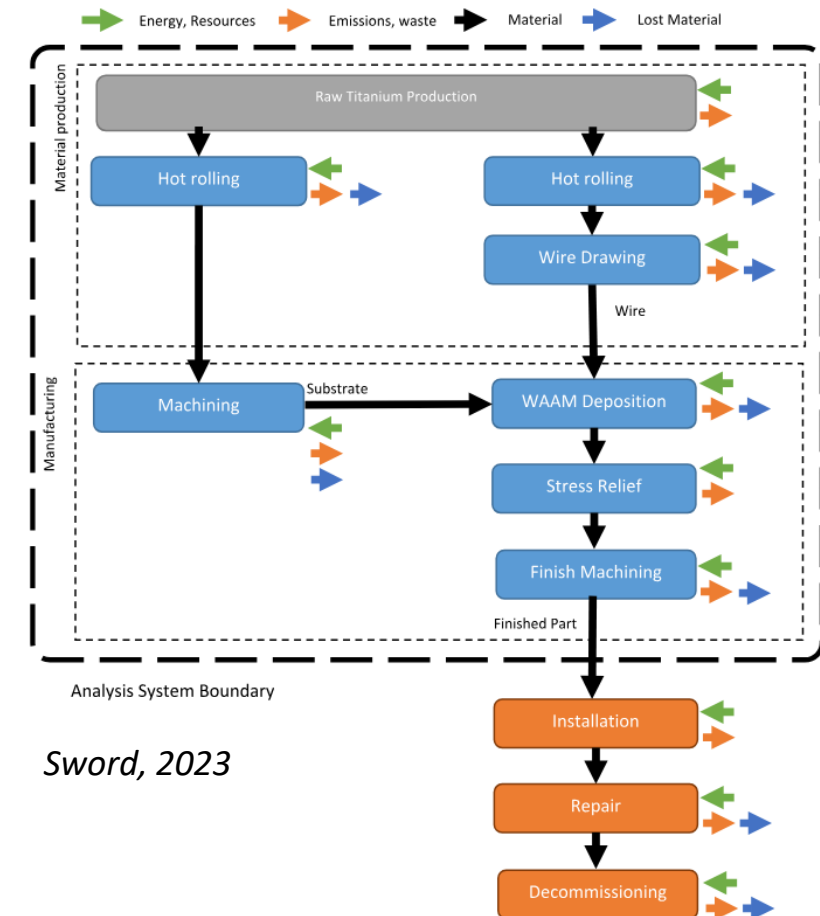 Energy, Resources
Emissions, waste
Material
Lost Material
Material production
Raw Titanium Production
Hot rolling
Hot rolling
Wire Drawing
Wire
Manufacturing
Machining
Substrate
WAAM Deposition
Stress Relief
Finish Machining
Finished Part
Analysis System Boundary
Installation
Sword, 2023
Repair
Decommissioning